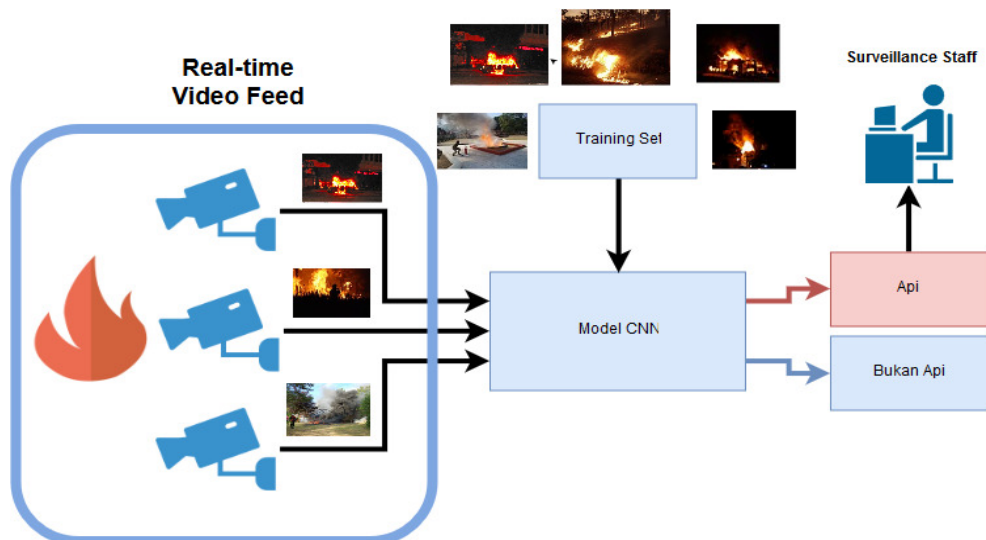 Real-time
Video Feed
Training Set
Surveillance Staff
Model CNN
Api
Bukan Api